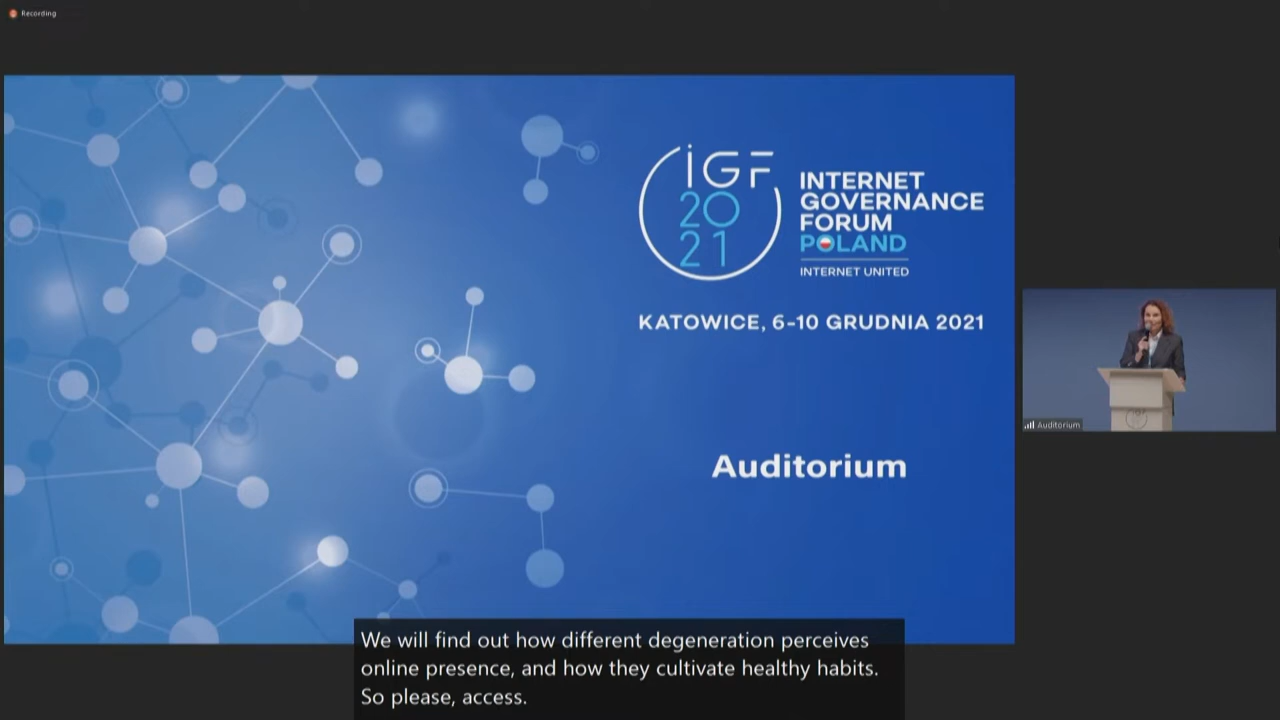 Recording
IGF
20
21
INTERNET
GOVERNANCE
FORUM
POLAND
INTERNET UNITED
KATOWICE, 6-10 GRUDNIA 2021
Auditorium
Auditorium
We will find out how different degeneration perceives
online presence, and how they cultivate healthy habits.
So please, access.